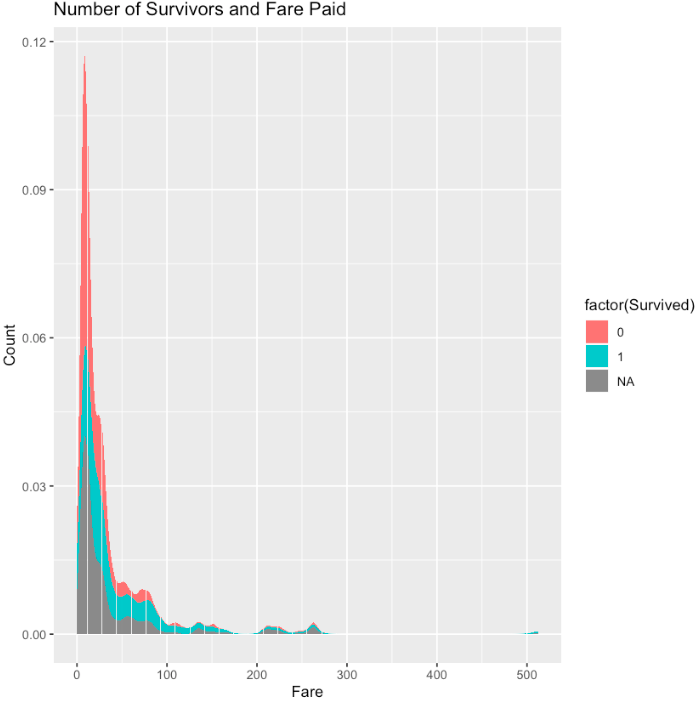 Number of Survivors and Fare Paid
0.12
0.09
0.06
0.03
0.00
Count
0 100 200 300 400 500
Fare
factor(Survived)
0
1
NA